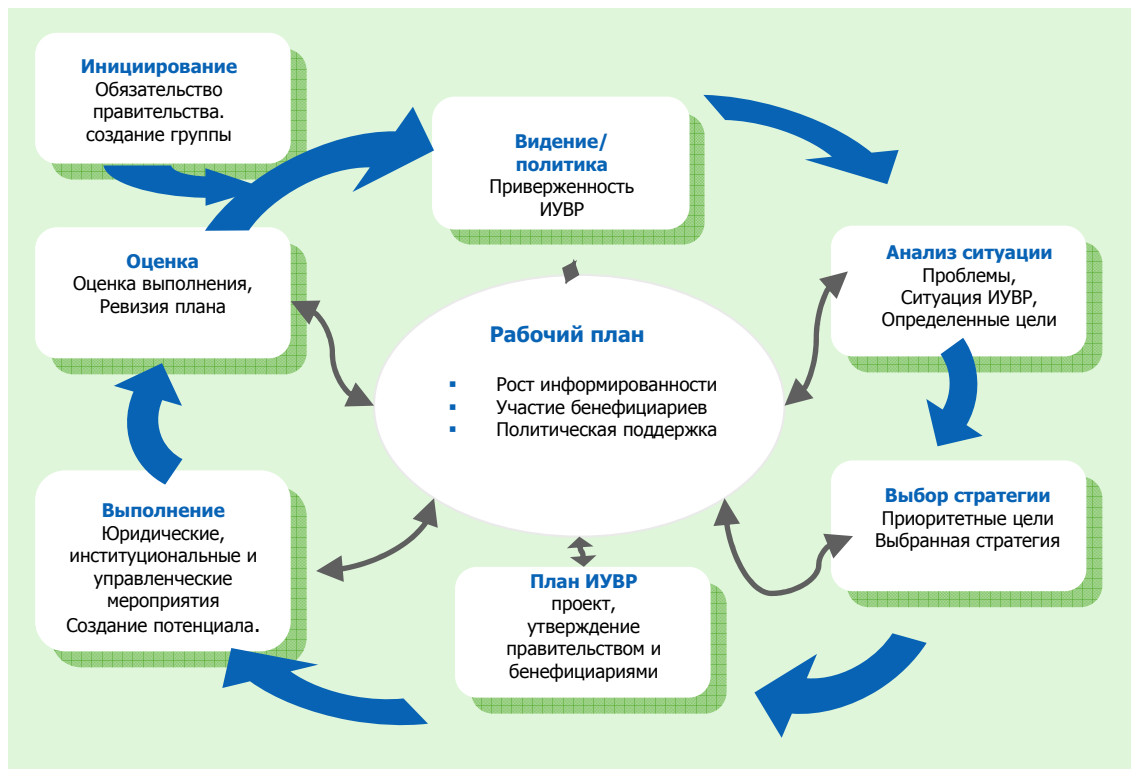 Инициирование
Обязательство
правительства.
создание группы
Видение/
политика
Приверженность
ИУВР
Анализ ситуации
Проблемы,
Ситуация ИУВР,
Определенные цели
Выбор стратегии
Приоритетные цели
Выбранная стратегия
План ИУВР
проект,
утверждение
правительством и
бенефициариями
Выполнение
Юридические,
институциональные и
управленческие
мероприятия
Создание потенциала.
Оценка
Оценка выполнения,
Ревизия плана
Рабочий план
▪ Рост информированности
▪ Участие бенефициариев
▪ Политическая поддержка